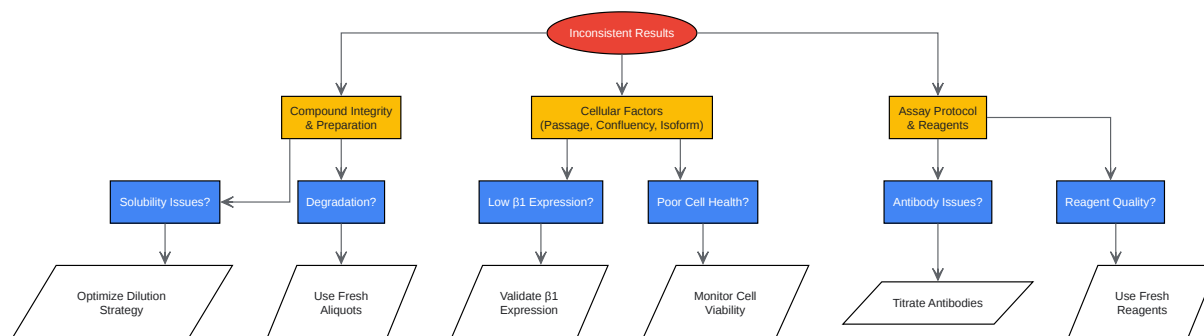 Inconsistent Results
Compound Integrity
& Preparation
Cellular Factors
(Passage, Confluency, Isoform)
Assay Protocol
& Reagents
Solubility Issues?
Degradation?
Low β1 Expression?
Poor Cell Health?
Antibody Issues?
Reagent Quality?
Optimize Dilution
Strategy
Use Fresh
Aliquots
Validate β1
Expression
Monitor Cell
Viability
Titrate Antibodies
Use Fresh
Reagents